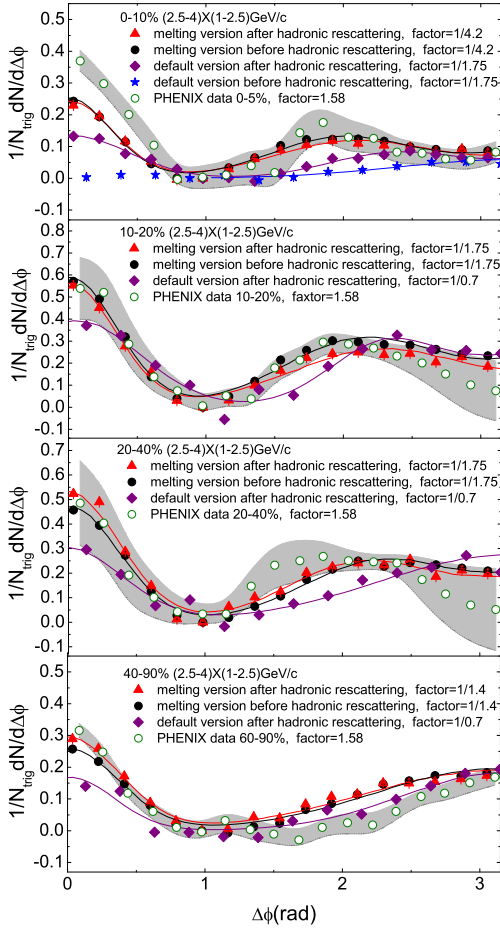 0-10% (2.5-4)X(1-2.5)GeV/c
melting version after hadronic rescattering, factor=1/4.2
melting version before hadronic rescattering, factor=1/4.2
default version after hadronic rescattering, factor=1/1.75
default version before hadronic rescattering, factor=1/1.75
PHENIX data 0-5%, factor=1.58
1/N_trig dN/dΔϕ
0.5
0.4
0.3
0.2
0.1
0.0
-0.1
10-20% (2.5-4)X(1-2.5)GeV/c
melting version after hadronic rescattering, factor=1/1.75
melting version before hadronic rescattering, factor=1/1.75
default version after hadronic rescattering, factor=1/0.7
PHENIX data 10-20%, faxtor=1.58
1/N_trig dN/dΔϕ
0.8
0.7
0.6
0.5
0.4
0.3
0.2
0.1
0.0
-0.1
20-40% (2.5-4)X(1-2.5)GeV/c
melting version after hadronic rescattering, factor=1/1.75
melting version before hadronic rescattering, factor=1/1.75
default version after hadronic rescattering, factor=1/0.7
PHENIX data 20-40%, factor=1.58
1/N_trig dN/dΔϕ
0.7
0.6
0.5
0.4
0.3
0.2
0.1
0.0
-0.1
40-90% (2.5-4)X(1-2.5)GeV/c
melting version after hadronic rescattering, factor=1/1.4
melting version before hadronic rescattering, factor=1/1.4
default version after hadronic rescattering, factor=1/0.7
PHENIX data 60-90%, factor=1.58
1/N_trig dN/dΔϕ
0.5
0.4
0.3
0.2
0.1
0.0
-0.1
0 1 2 3
Δϕ(rad)